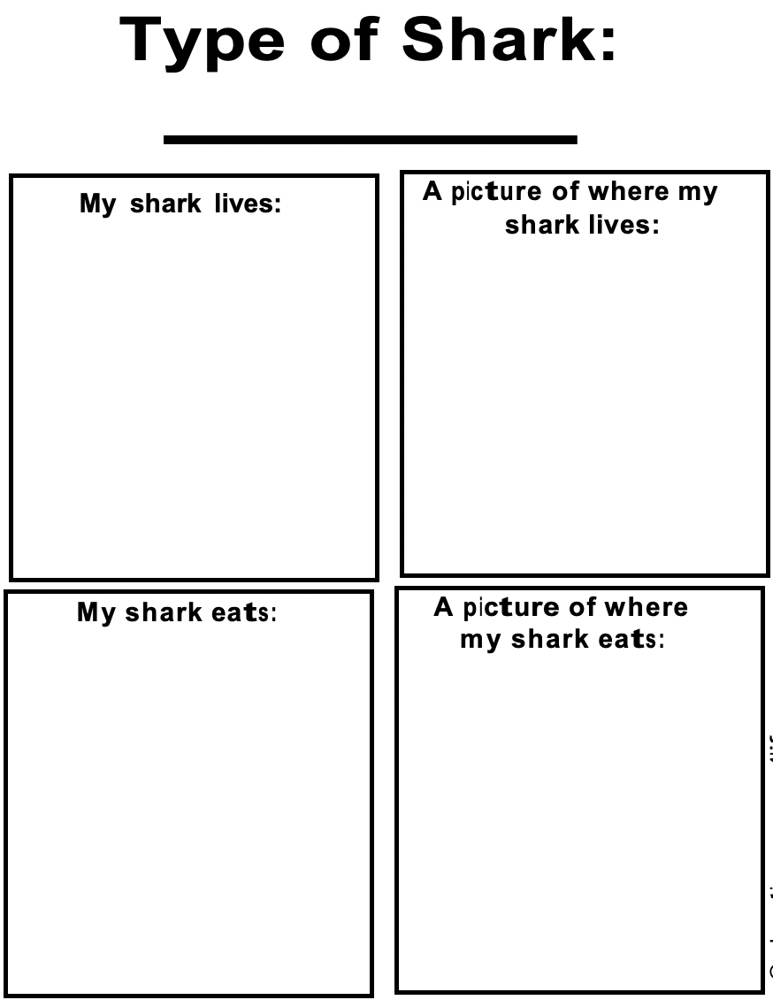 Type of Shark:
My shark lives:
A picture of where my
shark lives:
My shark eats:
A picture of where
my shark eats: